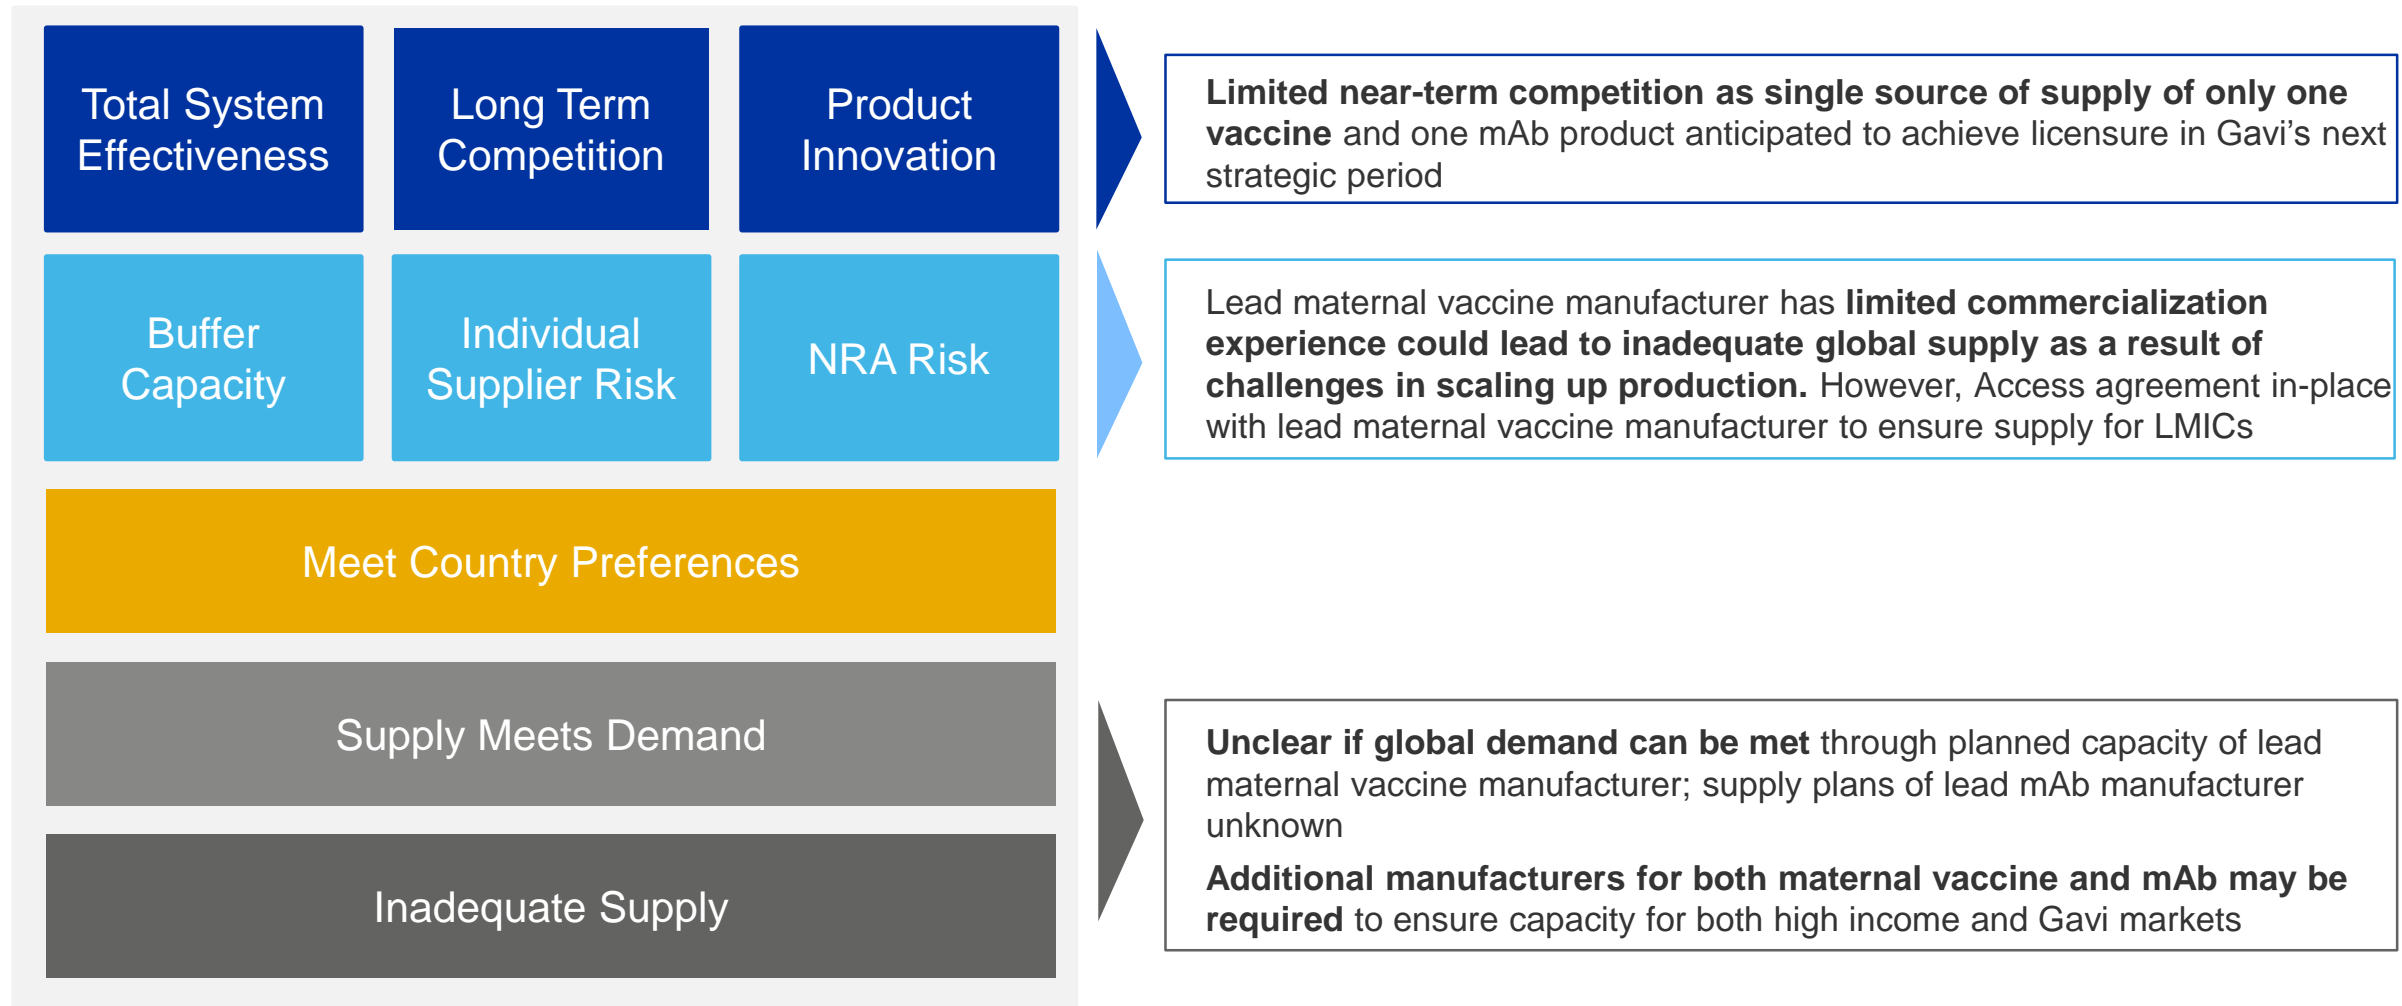 Total System
Effectiveness
Long Term
Competition
Product
Innovation
Limited near-term competition as single source of supply of only one
vaccine and one mAb product anticipated to achieve licensure in Gavi’s next
strategic period
Buffer
Capacity
Individual
Supplier Risk
NRA Risk
Lead maternal vaccine manufacturer has limited commercialization
experience could lead to inadequate global supply as a result of
challenges in scaling up production. However, Access agreement in-place
with lead maternal vaccine manufacturer to ensure supply for LMICs
Meet Country Preferences
Supply Meets Demand
Inadequate Supply
Unclear if global demand can be met through planned capacity of lead
maternal vaccine manufacturer; supply plans of lead mAb manufacturer
unknown
Additional manufacturers for both maternal vaccine and mAb may be
required to ensure capacity for both high income and Gavi markets